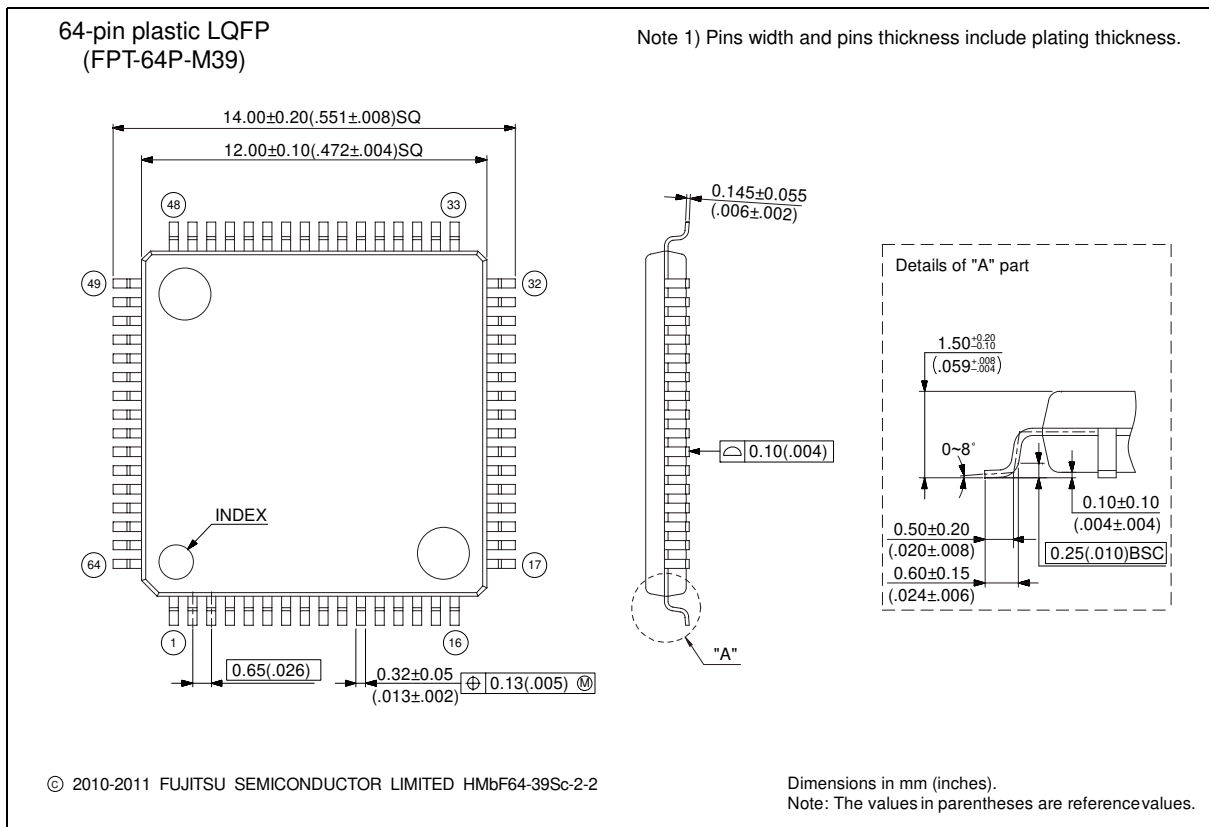 64-pin plastic LQFP
(FPT-64P-M39)
Note 1) Pins width and pins thickness include plating thickness.
14.00±0.20(.551±.008)SQ
12.00±0.10(.472±.004)SQ
48
33
49
32
INDEX
64
17
1
16
0.65(.026)
0.32±0.05
(.013±.002)
⌖ 0.13(.005) Ⓜ
0.145±0.055
(.006±.002)
⌓ 0.10(.004)
"A"
Details of "A" part
1.50+0.20 −0.10
(.059+.008 −.004)
0~8°
0.50±0.20
(.020±.008)
0.60±0.15
(.024±.006)
0.10±0.10
(.004±.004)
0.25(.010)BSC
© 2010-2011 FUJITSU SEMICONDUCTOR LIMITED HMbF64-39Sc-2-2
Dimensions in mm (inches).
Note: The values in parentheses are reference values.